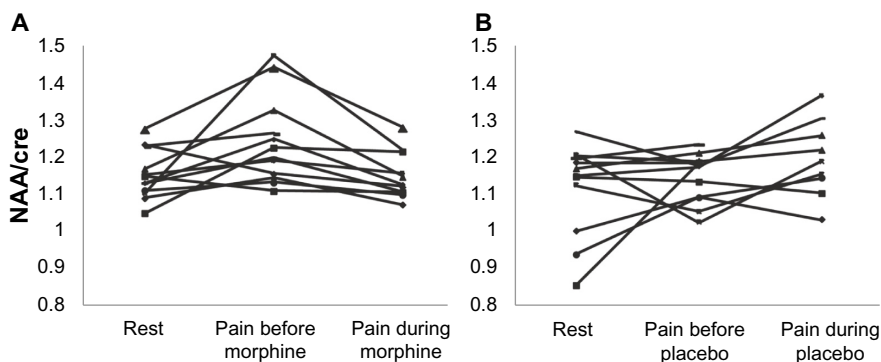 A
1.5
1.4
1.3
1.2
1.1
1
0.9
0.8
NAA/cre
Rest
Pain before
morphine
Pain during
morphine
B
1.5
1.4
1.3
1.2
1.1
1
0.9
0.8
Rest
Pain before
placebo
Pain during
placebo